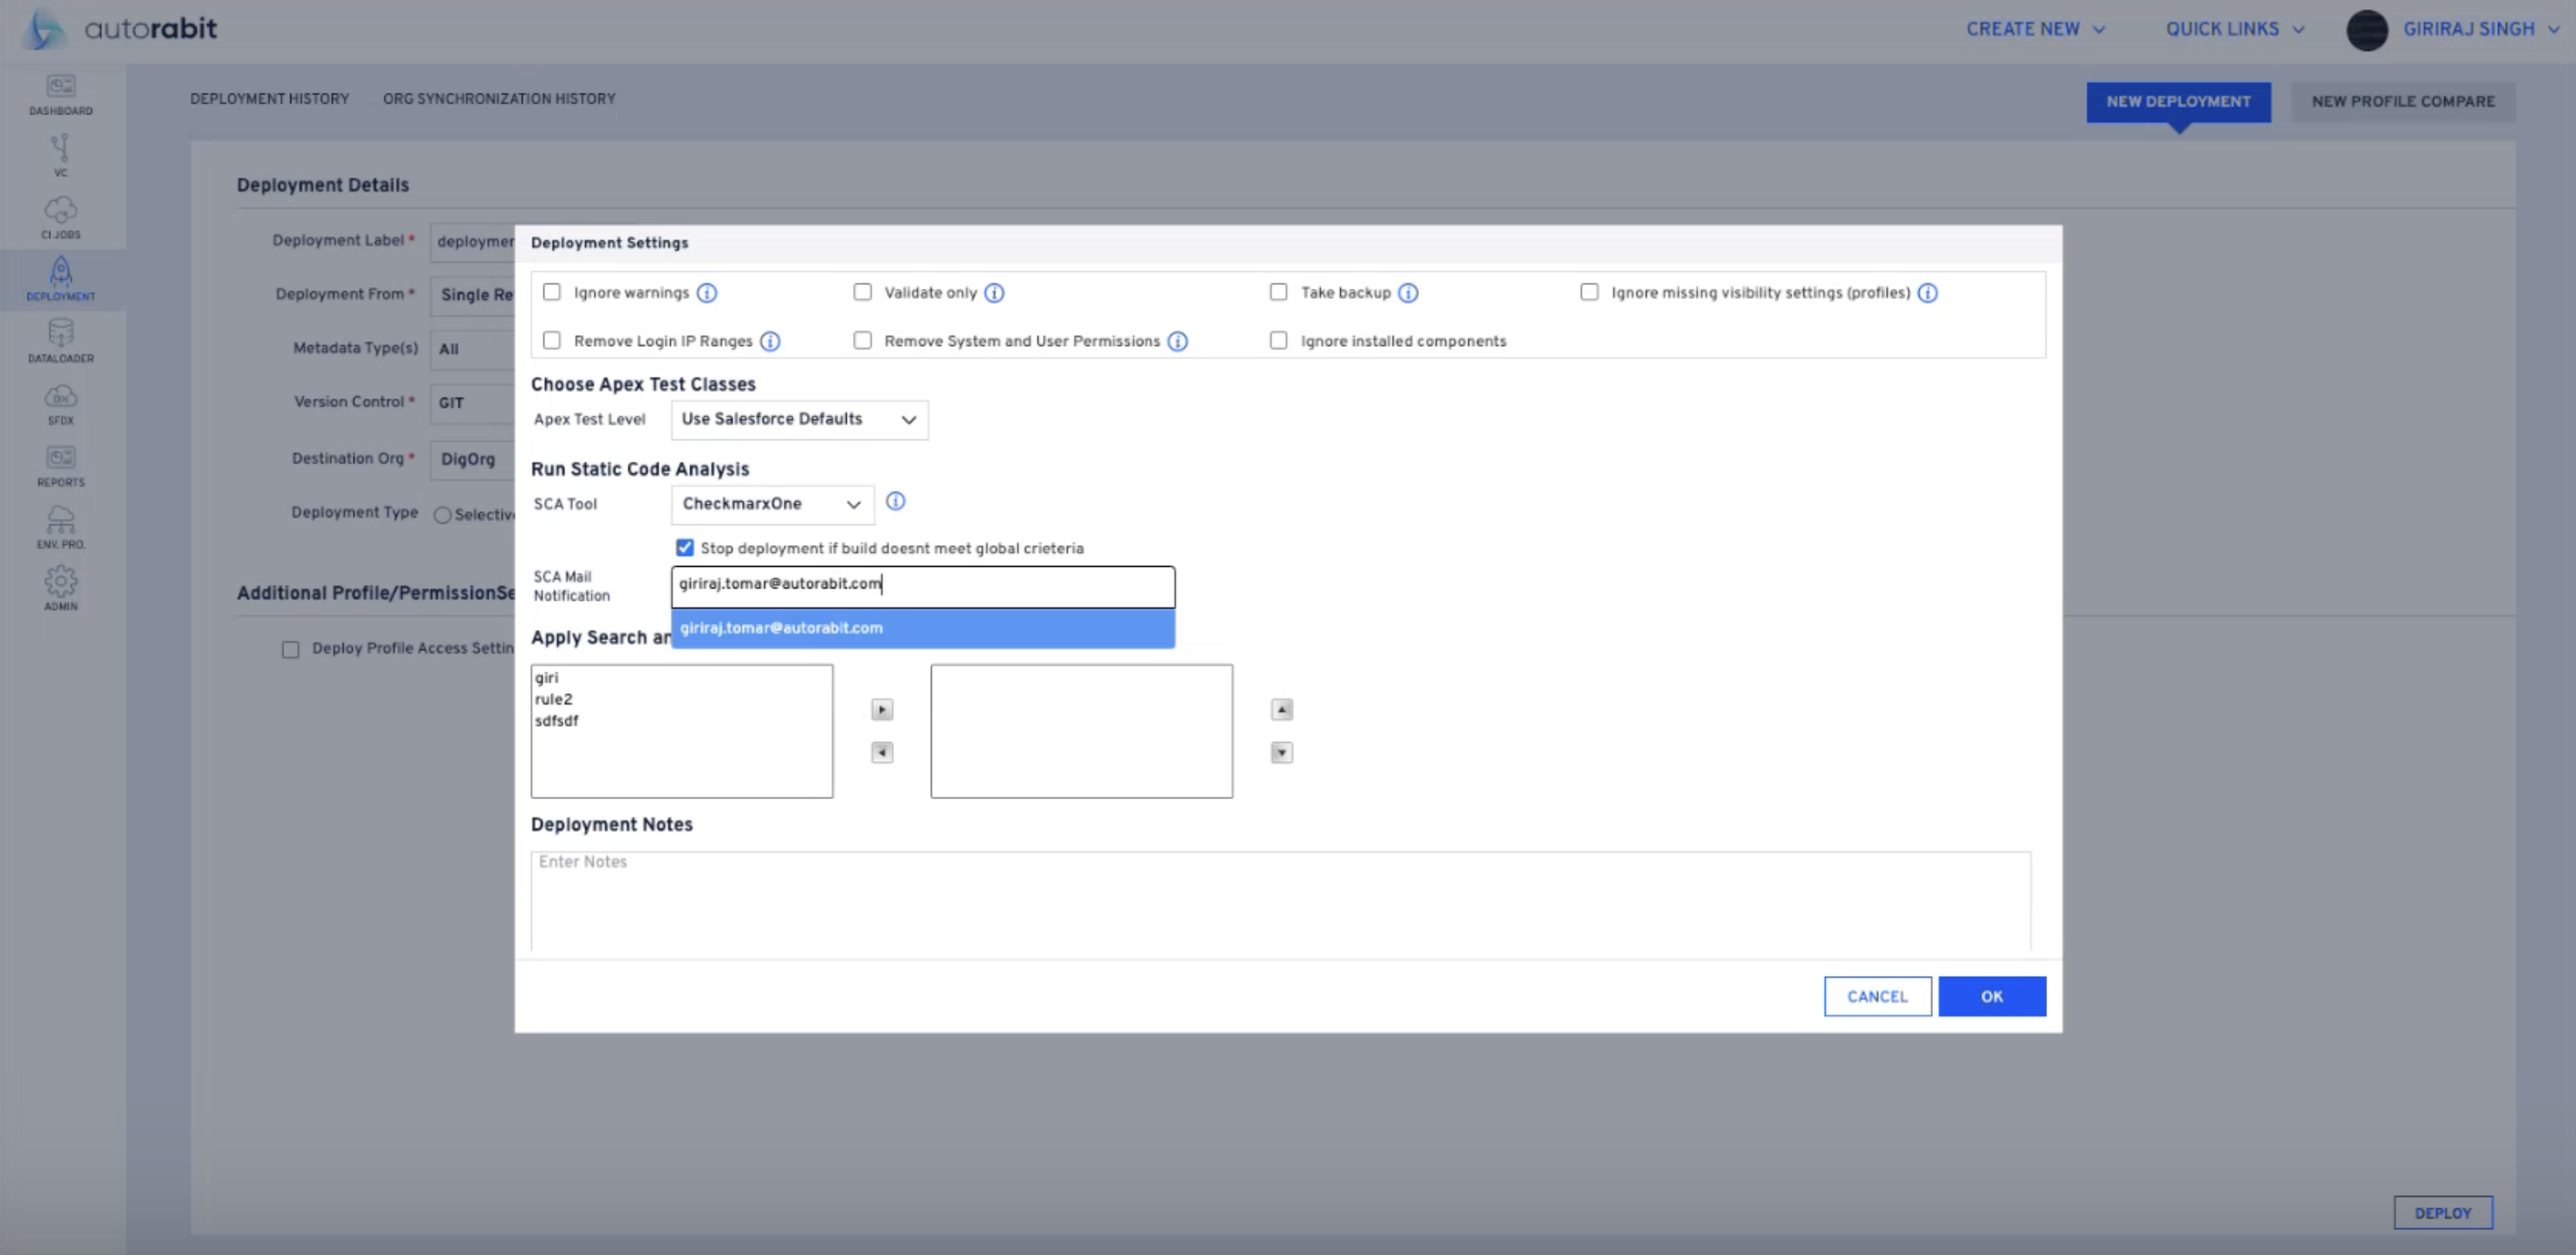 autorabit
CREATE NEW
QUICK LINKS
GIRIRAJ SINGH
DASHBOARD
VC
CI JOBS
DEPLOYMENT
DATALOADER
SFDX
REPORTS
ENV. PRO.
ADMIN
DEPLOYMENT HISTORY
ORG SYNCHRONIZATION HISTORY
NEW DEPLOYMENT
NEW PROFILE COMPARE
Deployment Details
Deployment Label *
Deployment From * Single Re
Metadata Type(s) All
Version Control * GIT
Destination Org * DigOrg
Deployment Type Selectiv
Additional Profile/PermissionSe
Deploy Profile Access Settin
Deployment Settings
Ignore warnings
Validate only
Take backup
Ignore missing visibility settings (profiles)
Remove Login IP Ranges
Remove System and User Permissions
Ignore installed components
Choose Apex Test Classes
Apex Test Level Use Salesforce Defaults
Run Static Code Analysis
SCA Tool CheckmarxOne
Stop deployment if build doesnt meet global crieteria
SCA Mail
Notification
giriraj.tomar@autorabit.com
giriraj.tomar@autorabit.com
Apply Search an
giri
rule2
sdfsdf
Deployment Notes
Enter Notes
CANCEL
OK
DEPLOY